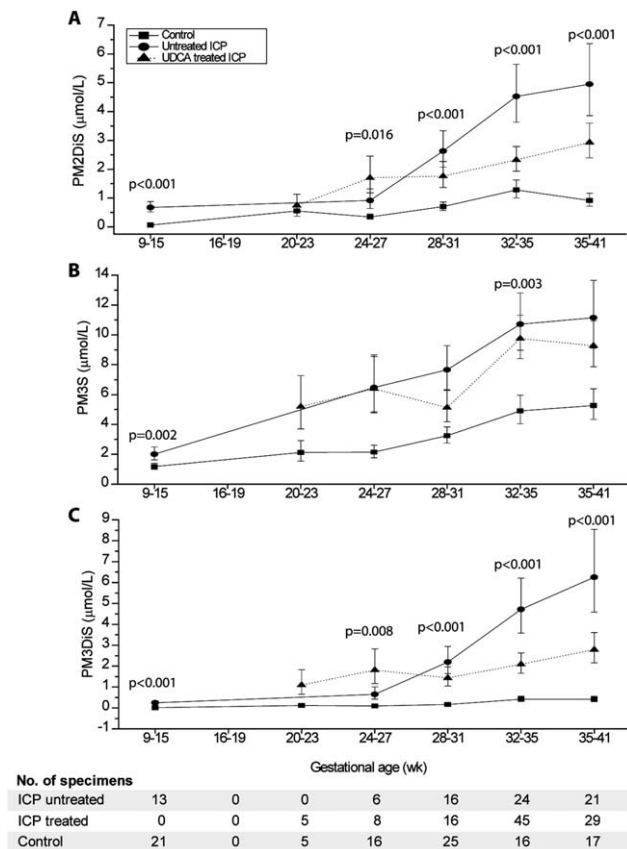 A
Control
Untreated ICP
UDCA treated ICP
PM2DiS (μmol/L)
7
6
5
4
3
2
1
0
p<0.001
p=0.016
p<0.001
p<0.001
p<0.001
9-15 16-19 20-23 24-27 28-31 32-35 35-41
B
PM3S (μmol/L)
14
12
10
8
6
4
2
0
p=0.002
p=0.003
9-15 16-19 20-23 24-27 28-31 32-35 35-41
C
PM3DiS (μmol/L)
9
8
7
6
5
4
3
2
1
0
-1
p<0.001
p=0.008
p<0.001
p<0.001
p<0.001
9-15 16-19 20-23 24-27 28-31 32-35 35-41
Gestational age (wk)
No. of specimens
ICP untreated 13 0 0 6 16 24 21
ICP treated 0 0 5 8 16 45 29
Control 21 0 5 16 25 16 17